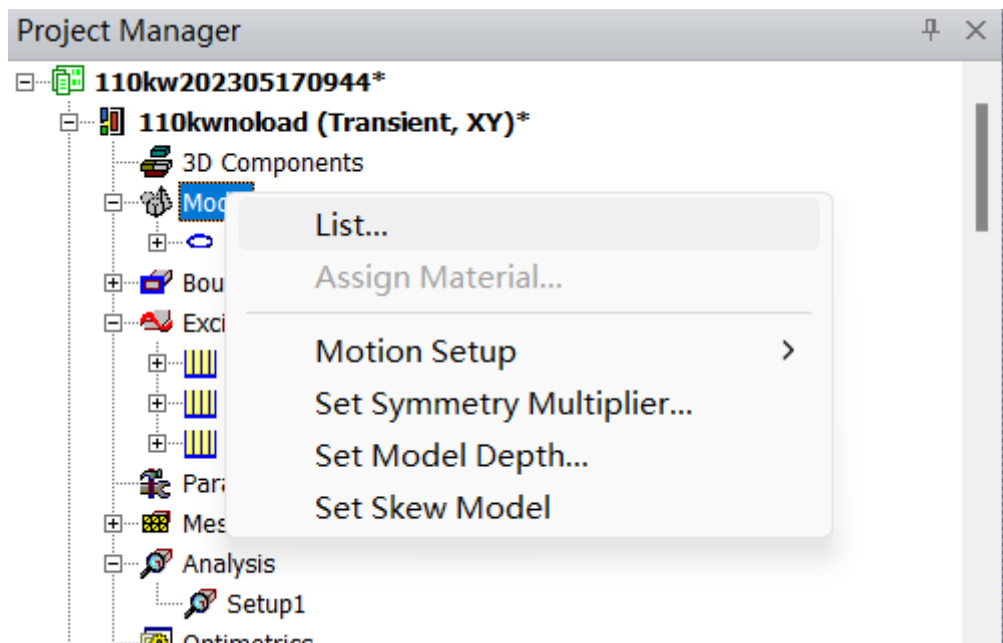 Project Manager
110kw202305170944*
110kwnoload (Transient, XY)*
3D Components
List...
Assign Material...
Bou
Exci
Motion Setup
Set Symmetry Multiplier...
Set Model Depth...
Para
Set Skew Model
Mes
Analysis
Setup1
Optimetrics